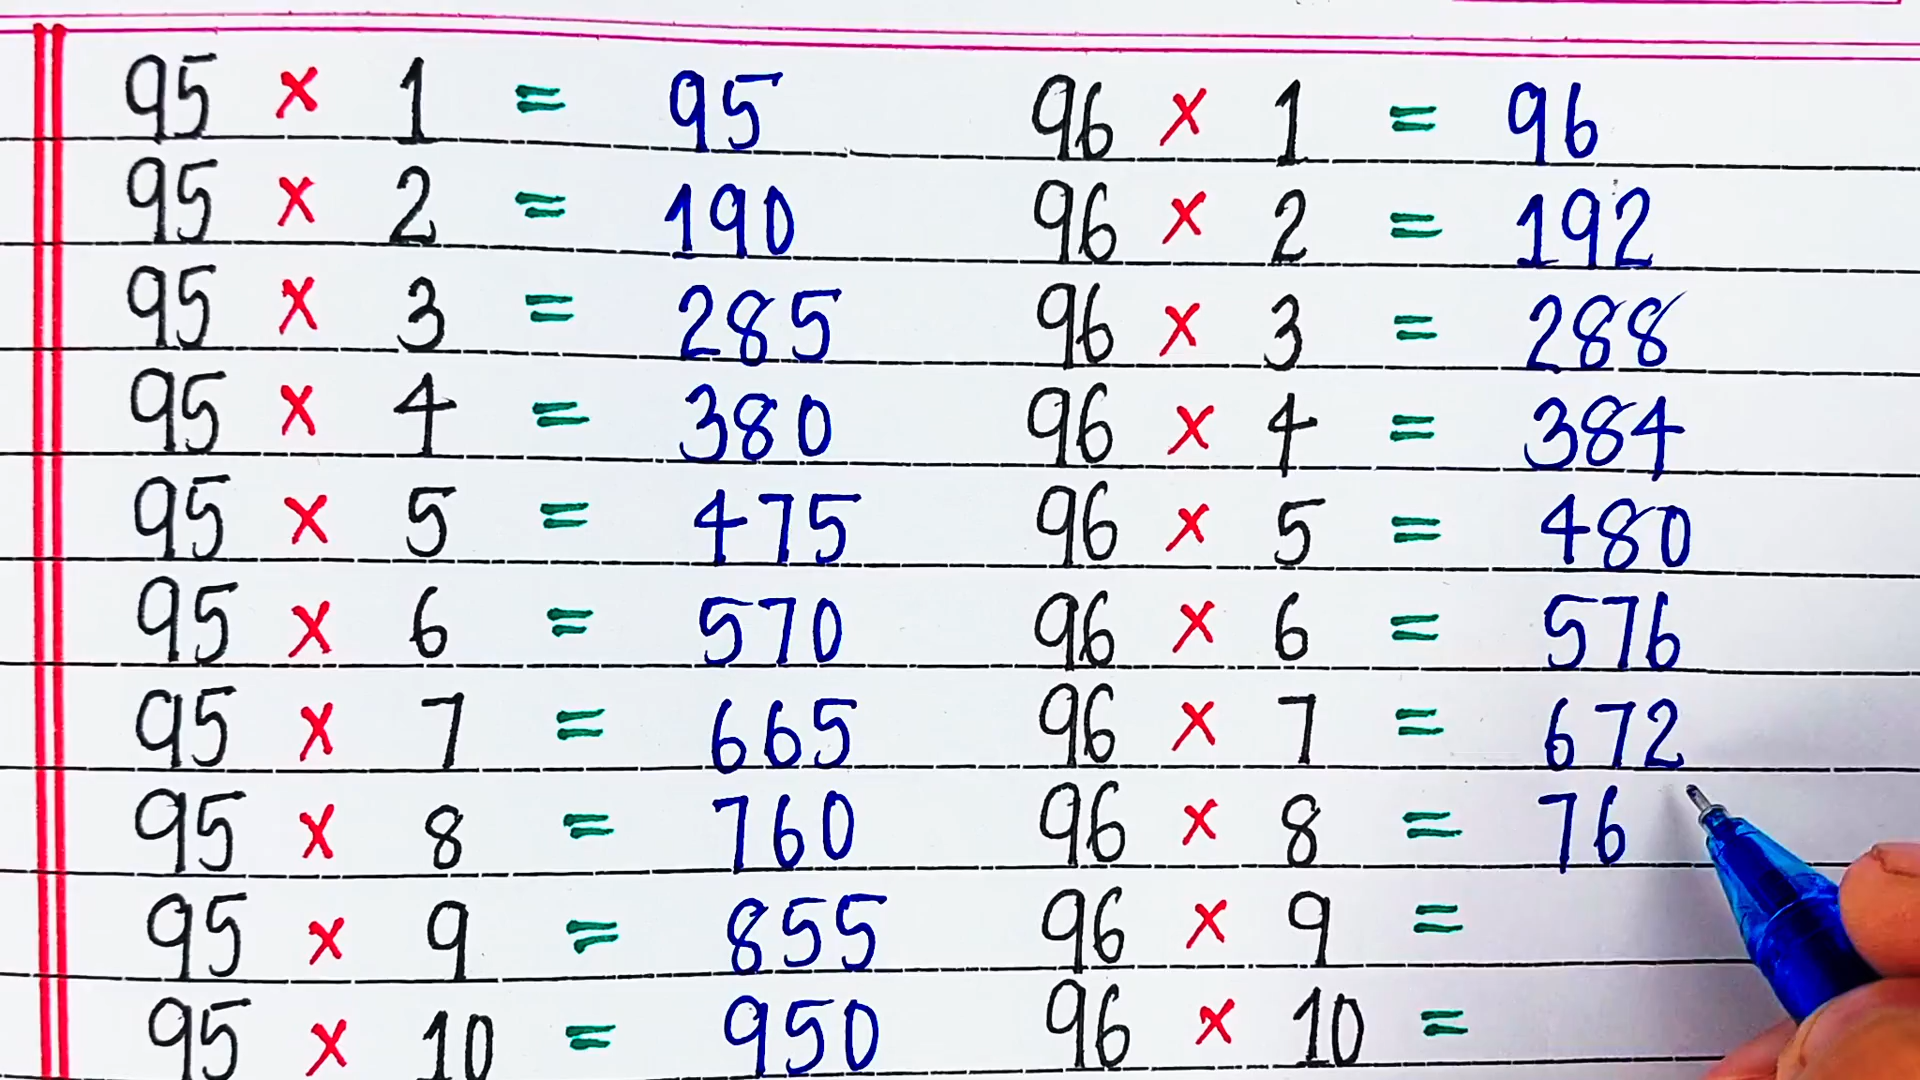 95 × 1 = 95
95 × 2 = 190
95 × 3 = 285
95 × 4 = 380
95 × 5 = 475
95 × 6 = 570
95 × 7 = 665
95 × 8 = 760
95 × 9 = 855
95 × 10 = 950
96 × 1 = 96
96 × 2 = 192
96 × 3 = 288
96 × 4 = 384
96 × 5 = 480
96 × 6 = 576
96 × 7 = 672
96 × 8 = 76
96 × 9 =
96 × 10 =